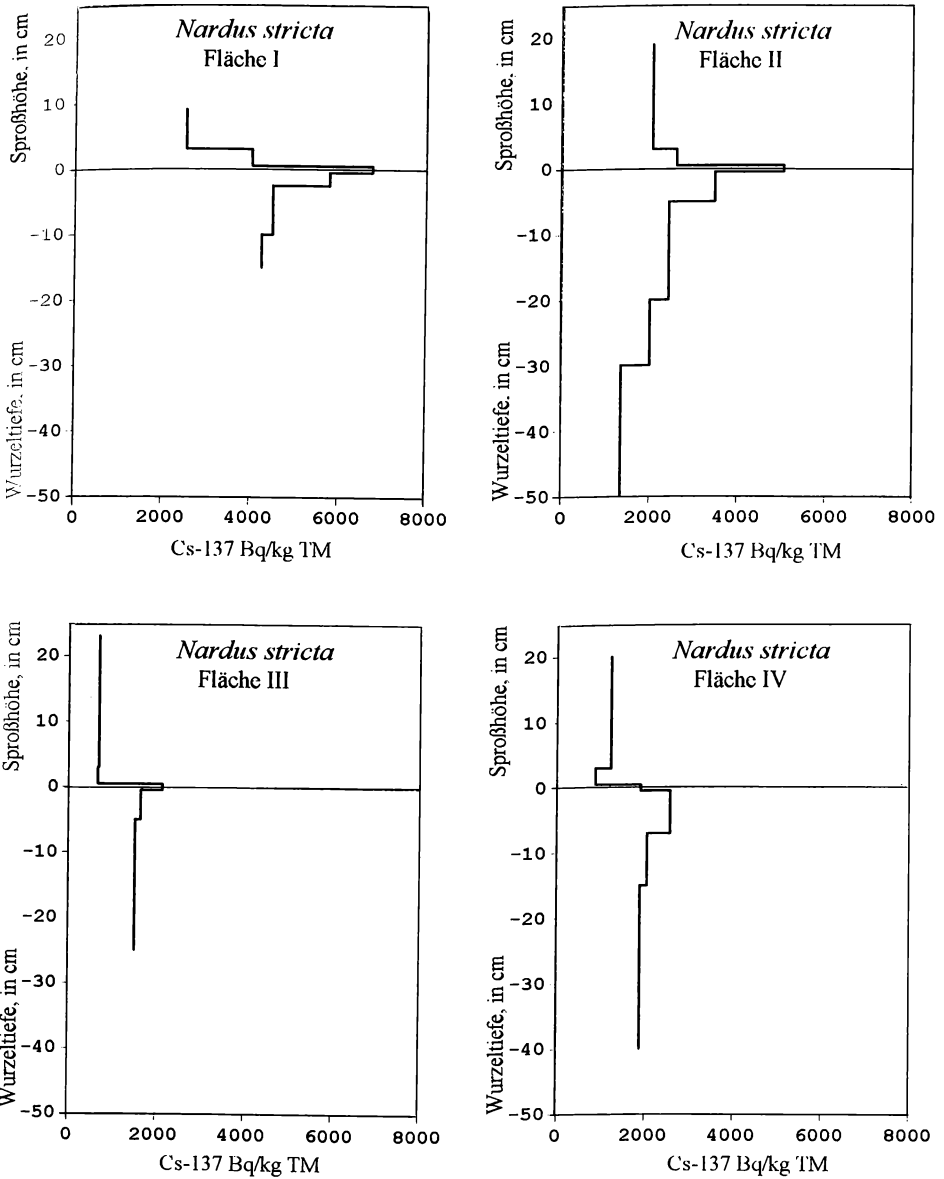 Nardus stricta
Fläche I
Sproßhöhe, in cm
Wurzeltiefe, in cm
20
10
0
-10
-20
-30
-40
-50
0 2000 4000 6000 8000
Cs-137 Bq/kg TM
Nardus stricta
Fläche II
Sproßhöhe, in cm
Wurzeltiefe, in cm
20
10
0
-10
-20
-30
-40
-50
0 2000 4000 6000 8000
Cs-137 Bq/kg TM
Nardus stricta
Fläche III
Sproßhöhe, in cm
Wurzeltiefe, in cm
20
10
0
-10
-20
-30
-40
-50
0 2000 4000 6000 8000
Cs-137 Bq/kg TM
Nardus stricta
Fläche IV
Sproßhöhe, in cm
Wurzeltiefe, in cm
20
10
0
-10
-20
-30
-40
-50
0 2000 4000 6000 8000
Cs-137 Bq/kg TM